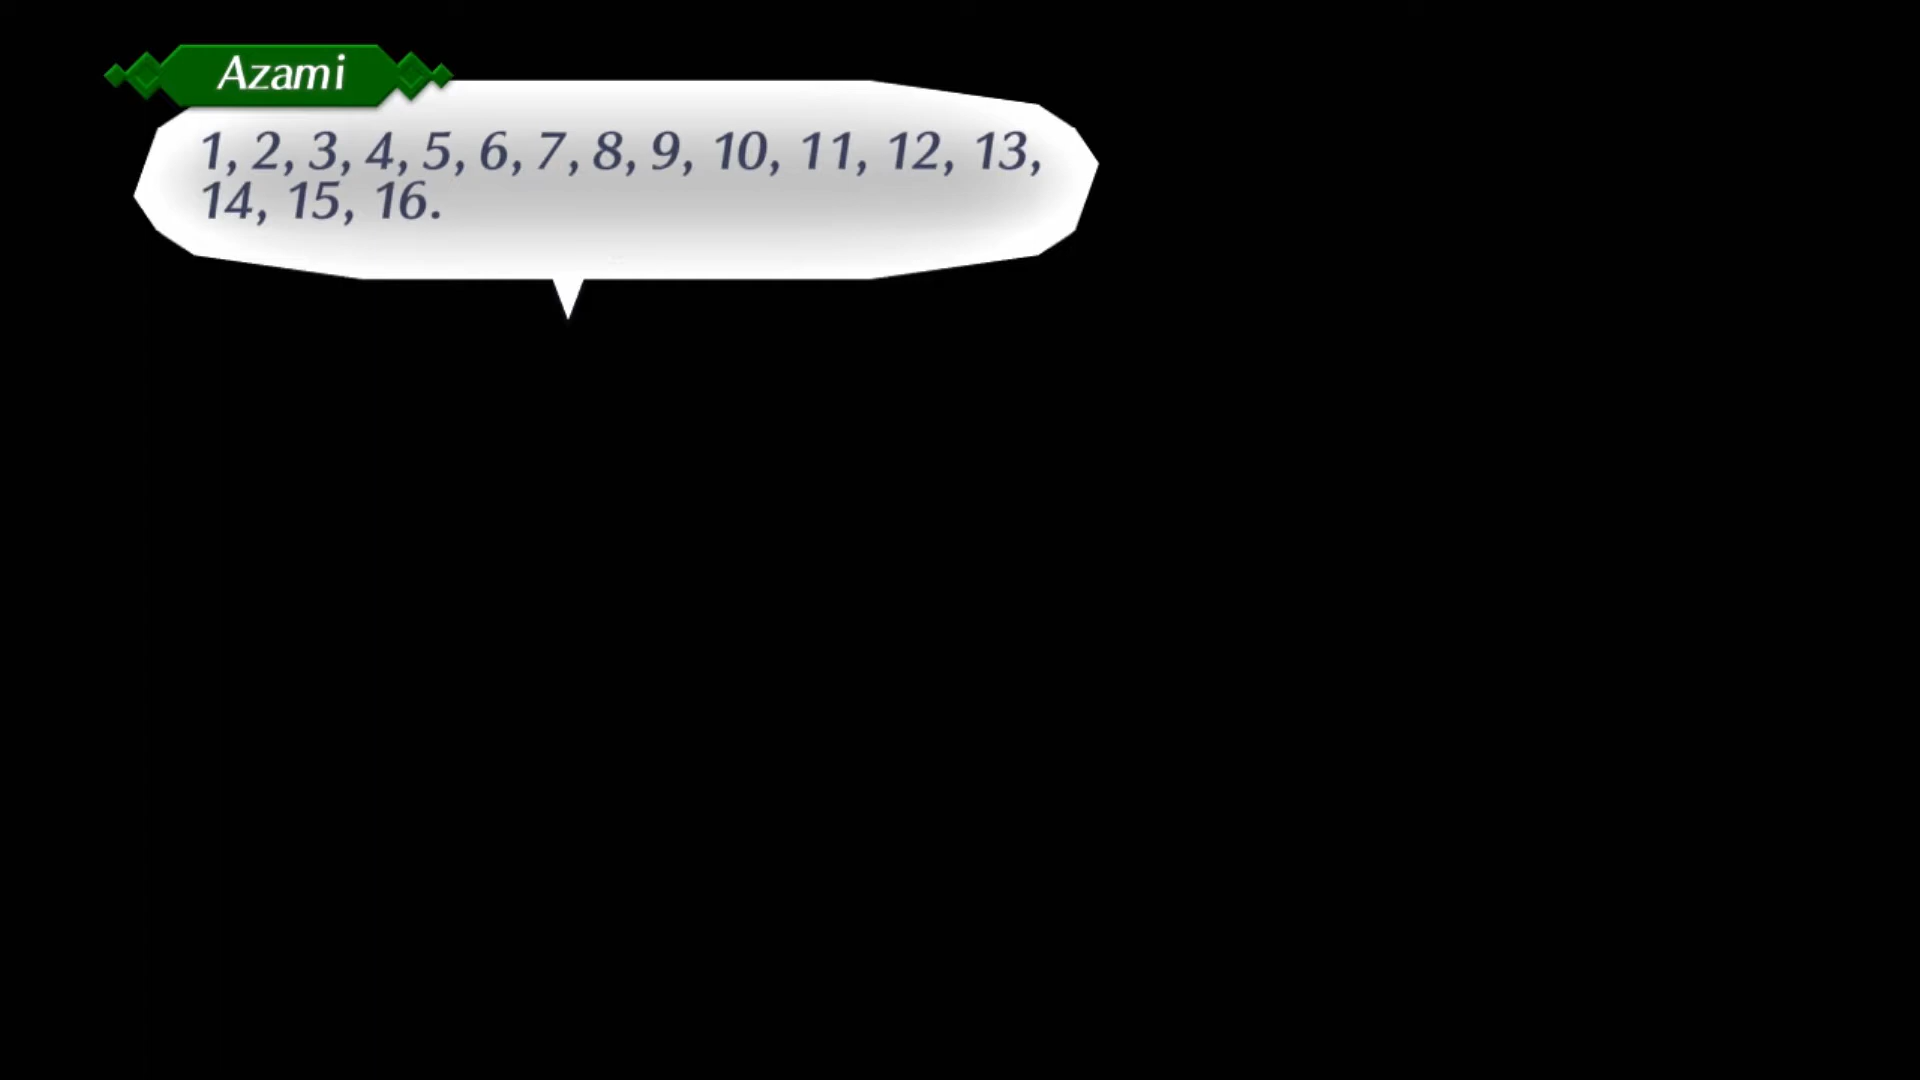 Azami
1, 2, 3, 4, 5, 6, 7, 8, 9, 10, 11, 12, 13,
14, 15, 16.